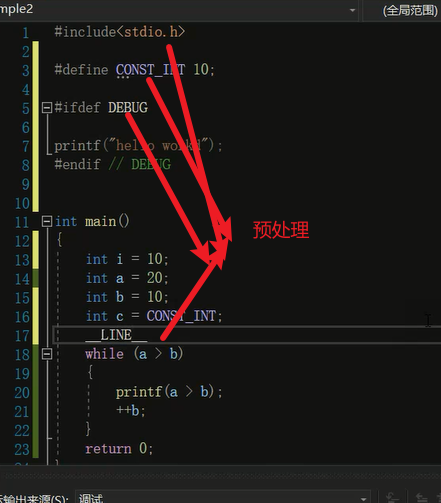 mple2
(全局范围)
1 #include<stdio.h>
2
3 #define CONST_INT 10;
4
5 #ifdef DEBUG
6
7 printf("hello world");
8 #endif // DEBUG
9
10
11 int main()
12 {
13 int i = 10;
预处理
14 int a = 20;
15 int b = 10;
16 int c = CONST_INT;
17 __LINE__
18 while (a > b)
19 {
20 printf(a > b);
21 ++b;
22 }
23 return 0;
24 }
输出来源(S): 调试